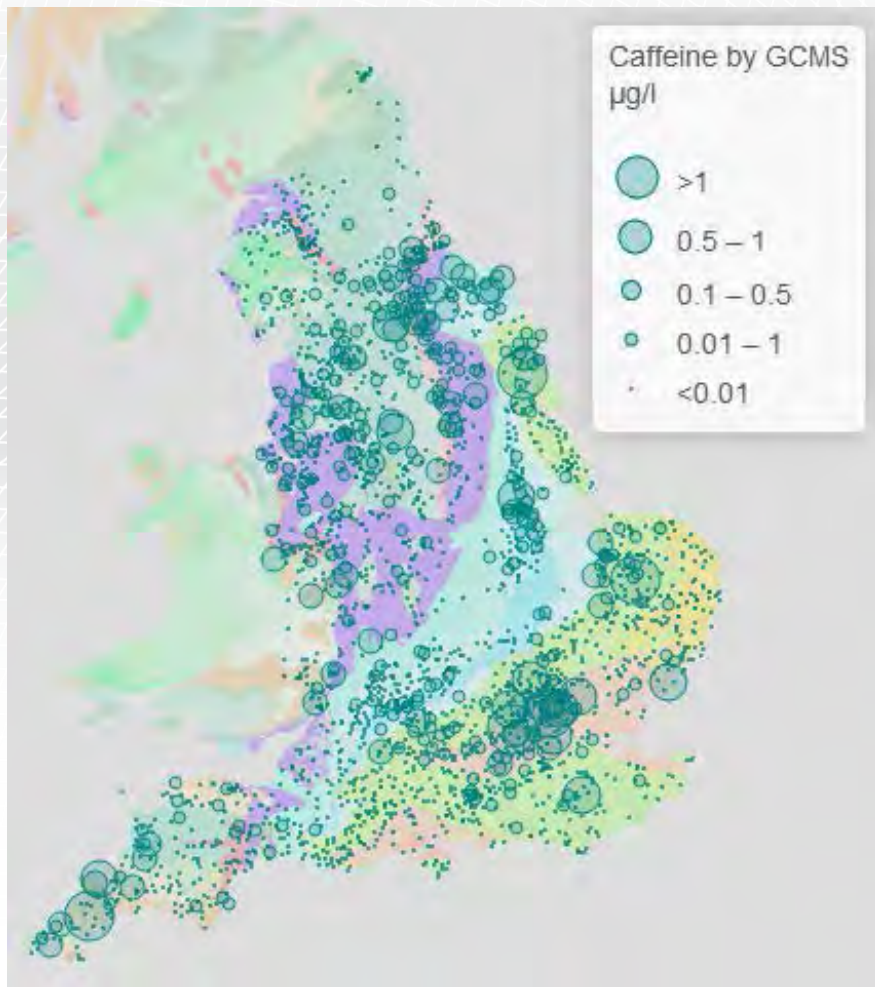 Caffeine by GCMS
µg/l
>1
0.5 – 1
0.1 – 0.5
0.01 – 1
<0.01